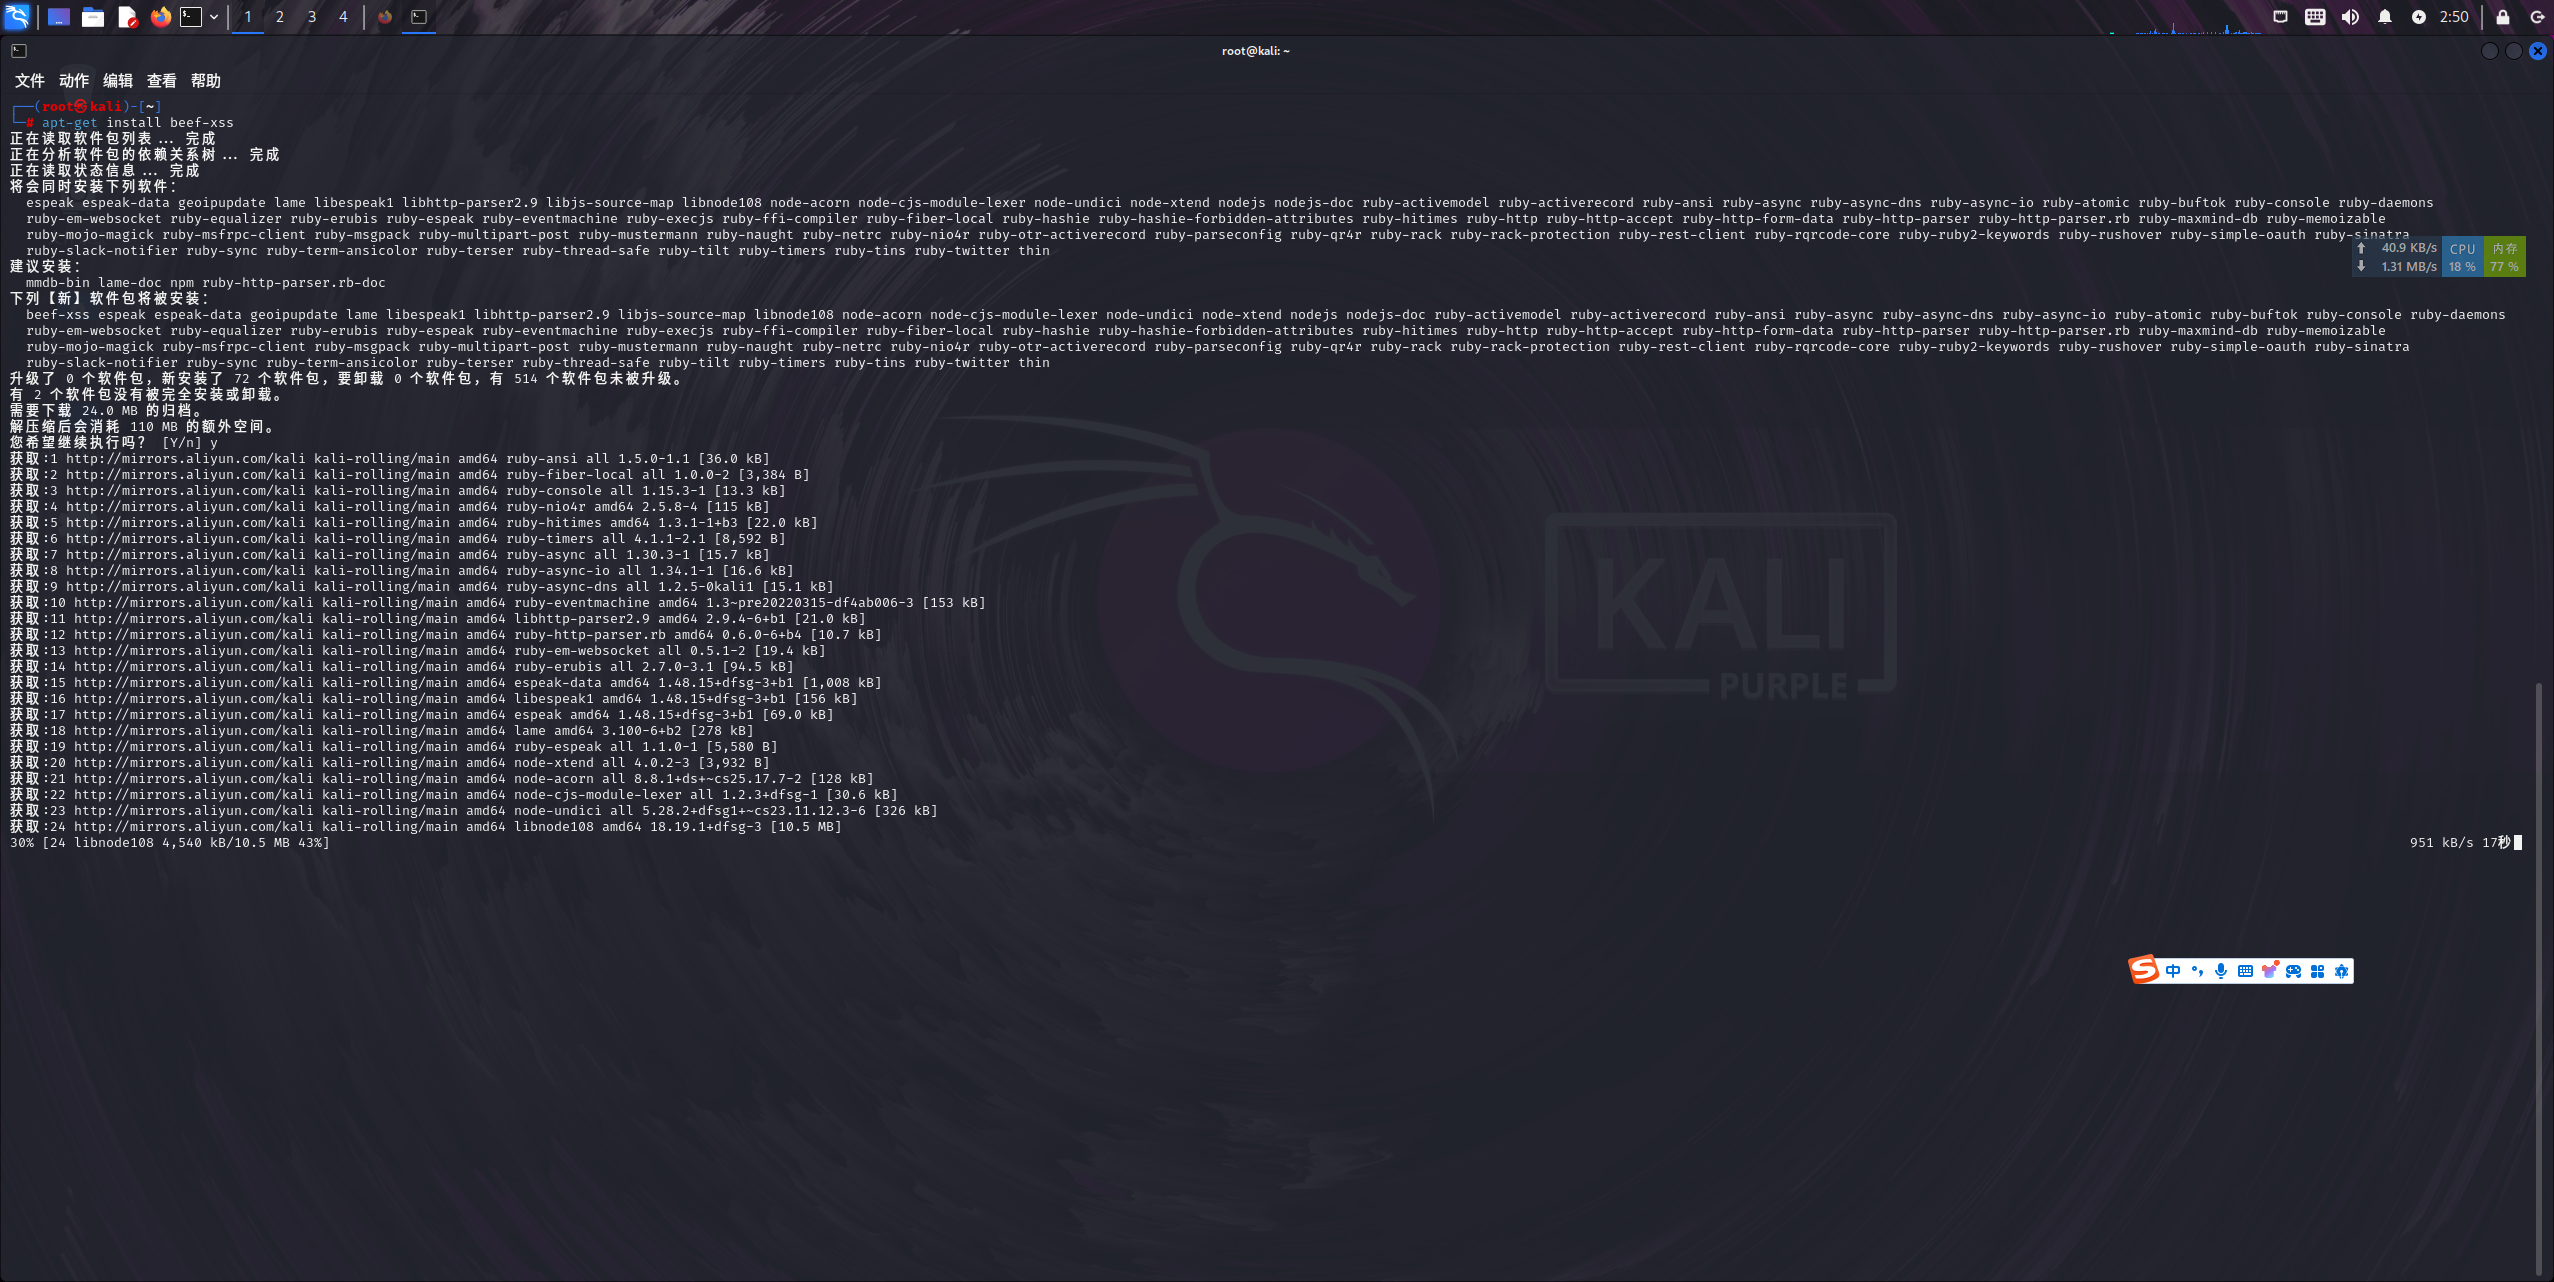 1 2 3 4 2:50
root@kali: ~
文件 动作 编辑 查看 帮助
┌──(root㉿kali)-[~]
└─# apt-get install beef-xss
正在读取软件包列表... 完成
正在分析软件包的依赖关系树... 完成
正在读取状态信息... 完成
将会同时安装下列软件：
espeak espeak-data geoipupdate lame libespeak1 libhttp-parser2.9 libjs-source-map libnode108 node-acorn node-cjs-module-lexer node-undici node-xtend nodejs nodejs-doc ruby-activemodel ruby-activerecord ruby-ansi ruby-async ruby-async-dns ruby-async-io ruby-atomic ruby-buftok ruby-console ruby-daemons
ruby-em-websocket ruby-equalizer ruby-erubis ruby-espeak ruby-eventmachine ruby-execjs ruby-ffi-compiler ruby-fiber-local ruby-hashie ruby-hashie-forbidden-attributes ruby-hitimes ruby-http ruby-http-accept ruby-http-form-data ruby-http-parser ruby-http-parser.rb ruby-maxmind-db ruby-memoizable
ruby-mojo-magick ruby-msfrpc-client ruby-msgpack ruby-multipart-post ruby-mustermann ruby-naught ruby-netrc ruby-nio4r ruby-otr-activerecord ruby-parseconfig ruby-qr4r ruby-rack ruby-rack-protection ruby-rest-client ruby-rqrcode-core ruby-ruby2-keywords ruby-rushover ruby-simple-oauth ruby-sinatra
ruby-slack-notifier ruby-sync ruby-term-ansicolor ruby-terser ruby-thread-safe ruby-tilt ruby-timers ruby-tins ruby-twitter thin
40.9 KB/s CPU 内存
1.31 MB/s 18 % 77 %
建议安装：
mmdb-bin lame-doc npm ruby-http-parser.rb-doc
下列【新】软件包将被安装：
beef-xss espeak espeak-data geoipupdate lame libespeak1 libhttp-parser2.9 libjs-source-map libnode108 node-acorn node-cjs-module-lexer node-undici node-xtend nodejs nodejs-doc ruby-activemodel ruby-activerecord ruby-ansi ruby-async ruby-async-dns ruby-async-io ruby-atomic ruby-buftok ruby-console ruby-daemons
ruby-em-websocket ruby-equalizer ruby-erubis ruby-espeak ruby-eventmachine ruby-execjs ruby-ffi-compiler ruby-fiber-local ruby-hashie ruby-hashie-forbidden-attributes ruby-hitimes ruby-http ruby-http-accept ruby-http-form-data ruby-http-parser ruby-http-parser.rb ruby-maxmind-db ruby-memoizable
ruby-mojo-magick ruby-msfrpc-client ruby-msgpack ruby-multipart-post ruby-mustermann ruby-naught ruby-netrc ruby-nio4r ruby-otr-activerecord ruby-parseconfig ruby-qr4r ruby-rack ruby-rack-protection ruby-rest-client ruby-rqrcode-core ruby-ruby2-keywords ruby-rushover ruby-simple-oauth ruby-sinatra
ruby-slack-notifier ruby-sync ruby-term-ansicolor ruby-terser ruby-thread-safe ruby-tilt ruby-timers ruby-tins ruby-twitter thin
升级了 0 个软件包，新安装了 72 个软件包，要卸载 0 个软件包，有 514 个软件包未被升级。
有 2 个软件包没有被完全安装或卸载。
需要下载 24.0 MB 的归档。
解压缩后会消耗 110 MB 的额外空间。
您希望继续执行吗？ [Y/n] y
获取:1 http://mirrors.aliyun.com/kali kali-rolling/main amd64 ruby-ansi all 1.5.0-1.1 [36.0 kB]
获取:2 http://mirrors.aliyun.com/kali kali-rolling/main amd64 ruby-fiber-local all 1.0.0-2 [3,384 B]
获取:3 http://mirrors.aliyun.com/kali kali-rolling/main amd64 ruby-console all 1.15.3-1 [13.3 kB]
获取:4 http://mirrors.aliyun.com/kali kali-rolling/main amd64 ruby-nio4r amd64 2.5.8-4 [115 kB]
获取:5 http://mirrors.aliyun.com/kali kali-rolling/main amd64 ruby-hitimes amd64 1.3.1-1+b3 [22.0 kB]
获取:6 http://mirrors.aliyun.com/kali kali-rolling/main amd64 ruby-timers all 4.1.1-2.1 [8,592 B]
获取:7 http://mirrors.aliyun.com/kali kali-rolling/main amd64 ruby-async all 1.30.3-1 [15.7 kB]
获取:8 http://mirrors.aliyun.com/kali kali-rolling/main amd64 ruby-async-io all 1.34.1-1 [16.6 kB]
获取:9 http://mirrors.aliyun.com/kali kali-rolling/main amd64 ruby-async-dns all 1.2.5-0kali1 [15.1 kB]
获取:10 http://mirrors.aliyun.com/kali kali-rolling/main amd64 ruby-eventmachine amd64 1.3~pre20220315-df4ab006-3 [153 kB]
获取:11 http://mirrors.aliyun.com/kali kali-rolling/main amd64 libhttp-parser2.9 amd64 2.9.4-6+b1 [21.0 kB]
获取:12 http://mirrors.aliyun.com/kali kali-rolling/main amd64 ruby-http-parser.rb amd64 0.6.0-6+b4 [10.7 kB]
获取:13 http://mirrors.aliyun.com/kali kali-rolling/main amd64 ruby-em-websocket all 0.5.1-2 [19.4 kB]
获取:14 http://mirrors.aliyun.com/kali kali-rolling/main amd64 ruby-erubis all 2.7.0-3.1 [94.5 kB]
获取:15 http://mirrors.aliyun.com/kali kali-rolling/main amd64 espeak-data amd64 1.48.15+dfsg-3+b1 [1,008 kB]
获取:16 http://mirrors.aliyun.com/kali kali-rolling/main amd64 libespeak1 amd64 1.48.15+dfsg-3+b1 [156 kB]
获取:17 http://mirrors.aliyun.com/kali kali-rolling/main amd64 espeak amd64 1.48.15+dfsg-3+b1 [69.0 kB]
获取:18 http://mirrors.aliyun.com/kali kali-rolling/main amd64 lame amd64 3.100-6+b2 [278 kB]
获取:19 http://mirrors.aliyun.com/kali kali-rolling/main amd64 ruby-espeak all 1.1.0-1 [5,580 B]
获取:20 http://mirrors.aliyun.com/kali kali-rolling/main amd64 node-xtend all 4.0.2-3 [3,932 B]
获取:21 http://mirrors.aliyun.com/kali kali-rolling/main amd64 node-acorn all 8.8.1+ds+~cs25.17.7-2 [128 kB]
获取:22 http://mirrors.aliyun.com/kali kali-rolling/main amd64 node-cjs-module-lexer all 1.2.3+dfsg-1 [30.6 kB]
获取:23 http://mirrors.aliyun.com/kali kali-rolling/main amd64 node-undici all 5.28.2+dfsg1+~cs23.11.12.3-6 [326 kB]
获取:24 http://mirrors.aliyun.com/kali kali-rolling/main amd64 libnode108 amd64 18.19.1+dfsg-3 [10.5 MB]
30% [24 libnode108 4,540 kB/10.5 MB 43%] 951 kB/s 17秒
KALI
PURPLE
S 中